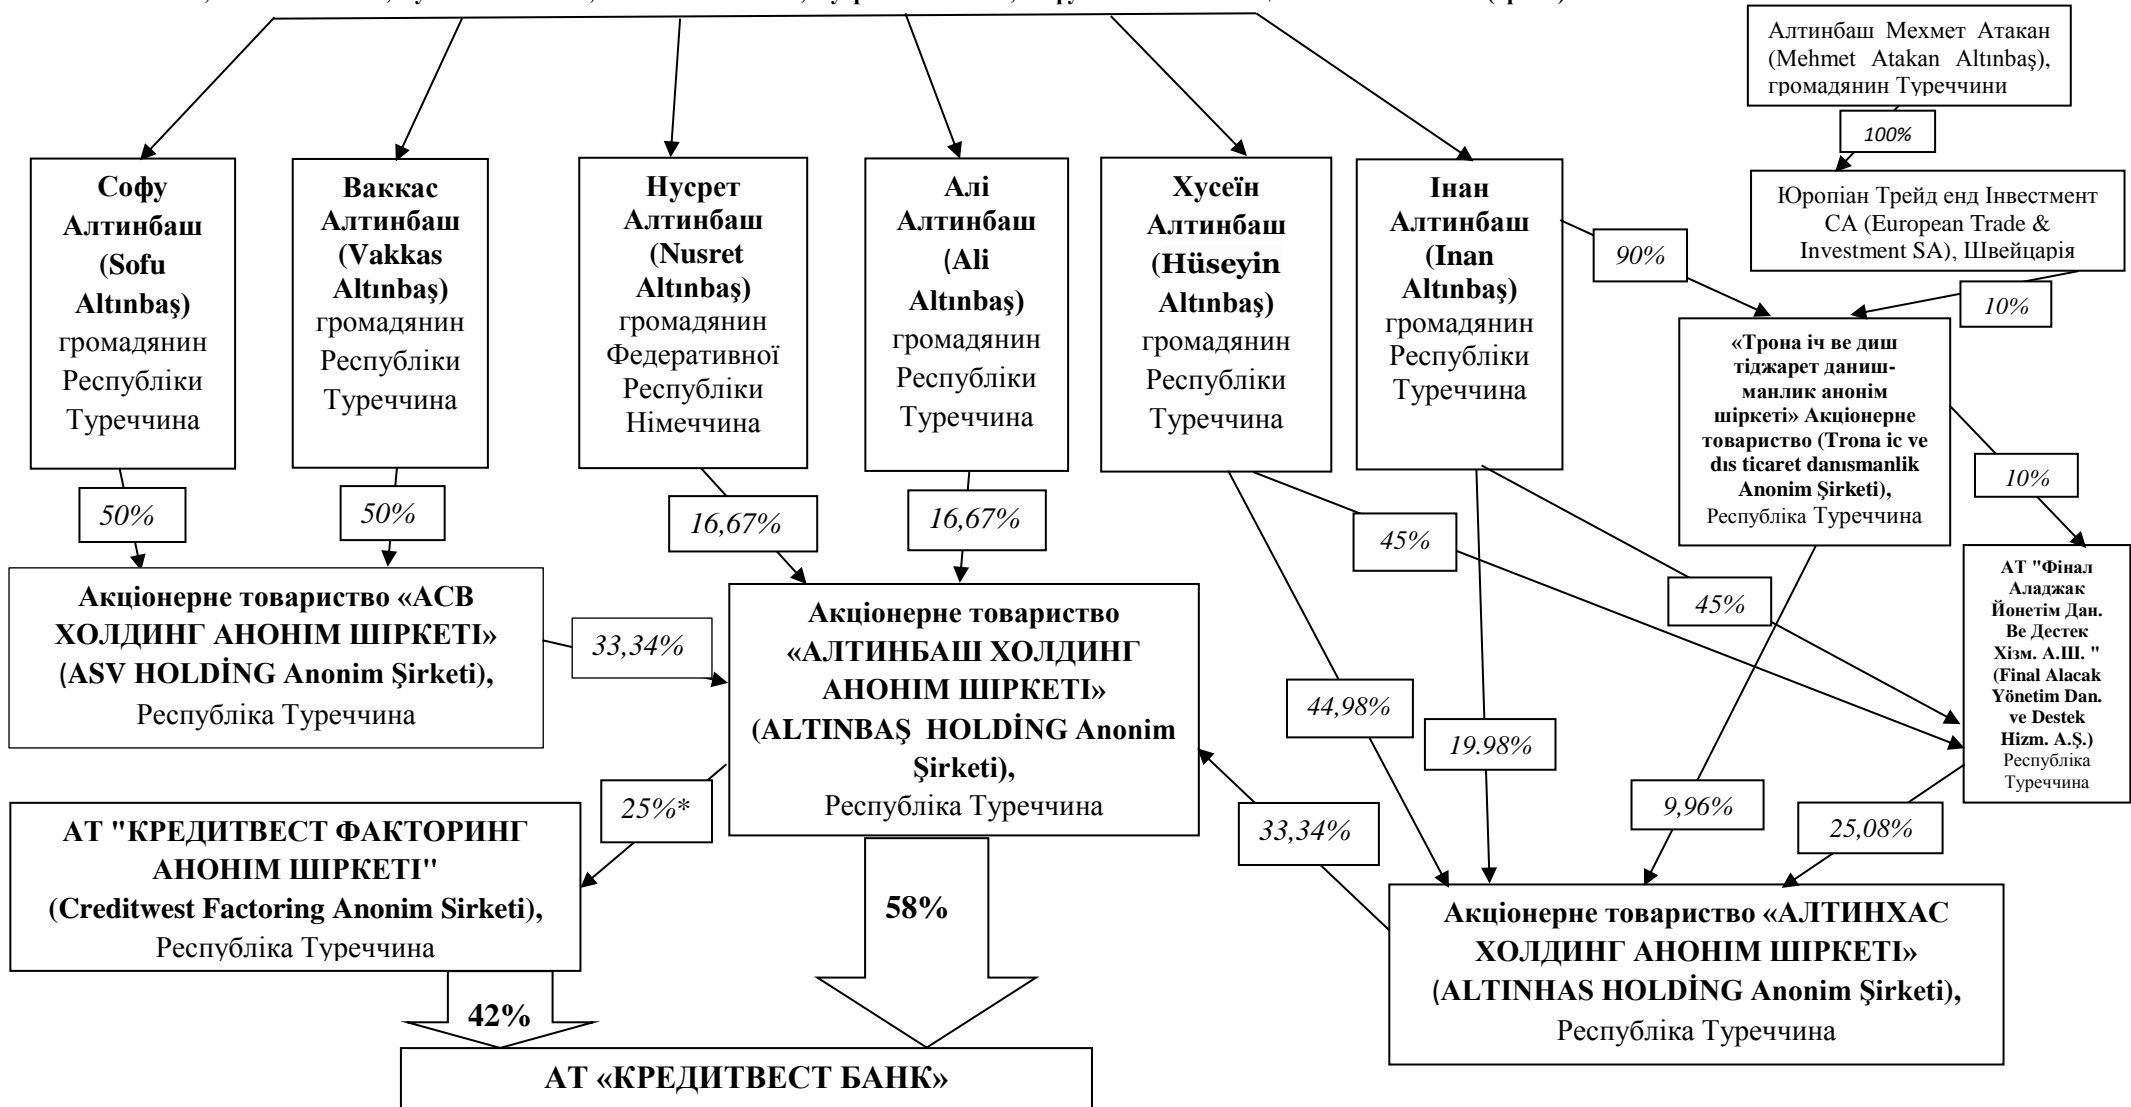 Алтинбаш Мехмет Атакан
(Mehmet Atakan Altınbaş),
громадянин Туреччини
100%
Юропіан Трейд енд Інвестмент
СА (European Trade &
Investment SA), Швейцарія
Софу
Алтинбаш
(Sofu
Altınbaş)
громадянин
Республіки
Туреччина
Ваккас
Алтинбаш
(Vakkas
Altınbaş)
громадянин
Республіки
Туреччина
Нусрет
Алтинбаш
(Nusret
Altınbaş)
громадянин
Федеративної
Республіки
Німеччина
Алі
Алтинбаш
(Ali
Altınbaş)
громадянин
Республіки
Туреччина
Хусеїн
Алтинбаш
(Hüseyin
Altınbaş)
громадянин
Республіки
Туреччина
Інан
Алтинбаш
(Inan
Altınbaş)
громадянин
Республіки
Туреччина
90%
10%
«Трона іч ве диш
тіджарет даниш-
манлик анонім
шіркеті» Акціонерне
товариство (Trona ic ve
dıs ticaret danısmanlik
Anonim Şirketi),
Республіка Туреччина
10%
50%
50%
16,67%
16,67%
45%
45%
АТ "Фінал
Аладжак
Йонетім Дан.
Ве Дестек
Хізм. А.Ш. "
(Final Alacak
Yönetim Dan.
ve Destek
Hizm. A.Ş.)
Республіка
Туреччина
Акціонерне товариство «АСВ
ХОЛДИНГ АНОНІМ ШІРКЕТІ»
(ASV HOLDİNG Anonim Şirketi),
Республіка Туреччина
33,34%
Акціонерне товариство
«АЛТИНБАШ ХОЛДИНГ
АНОНІМ ШІРКЕТІ»
(ALTINBAŞ HOLDİNG Anonim
Şirketi),
Республіка Туреччина
44,98%
19.98%
9,96%
25,08%
33,34%
25%*
АТ "КРЕДИТВЕСТ ФАКТОРИНГ
АНОНІМ ШІРКЕТІ"
(Creditwest Factoring Anonim Sirketi),
Республіка Туреччина
58%
42%
Акціонерне товариство «АЛТИНХАС
ХОЛДИНГ АНОНІМ ШІРКЕТІ»
(ALTINHAS HOLDİNG Anonim Şirketi),
Республіка Туреччина
АТ «КРЕДИТВЕСТ БАНК»